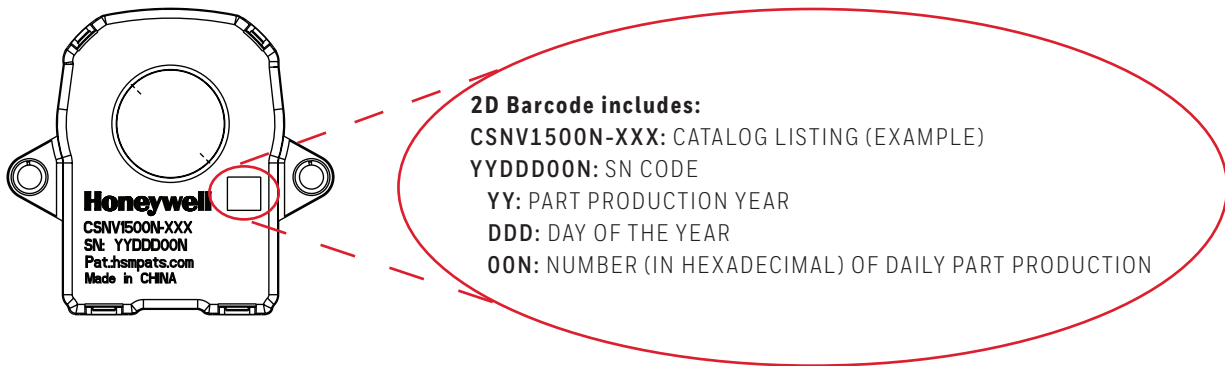 Honeywell
CSNV1500N-XXX
SN: YYDDD00N
Pat.:hsmpats.com
Made in CHINA
2D Barcode includes:
CSNV1500N-XXX: CATALOG LISTING (EXAMPLE)
YYDDD00N: SN CODE
YY: PART PRODUCTION YEAR
DDD: DAY OF THE YEAR
00N: NUMBER (IN HEXADECIMAL) OF DAILY PART PRODUCTION